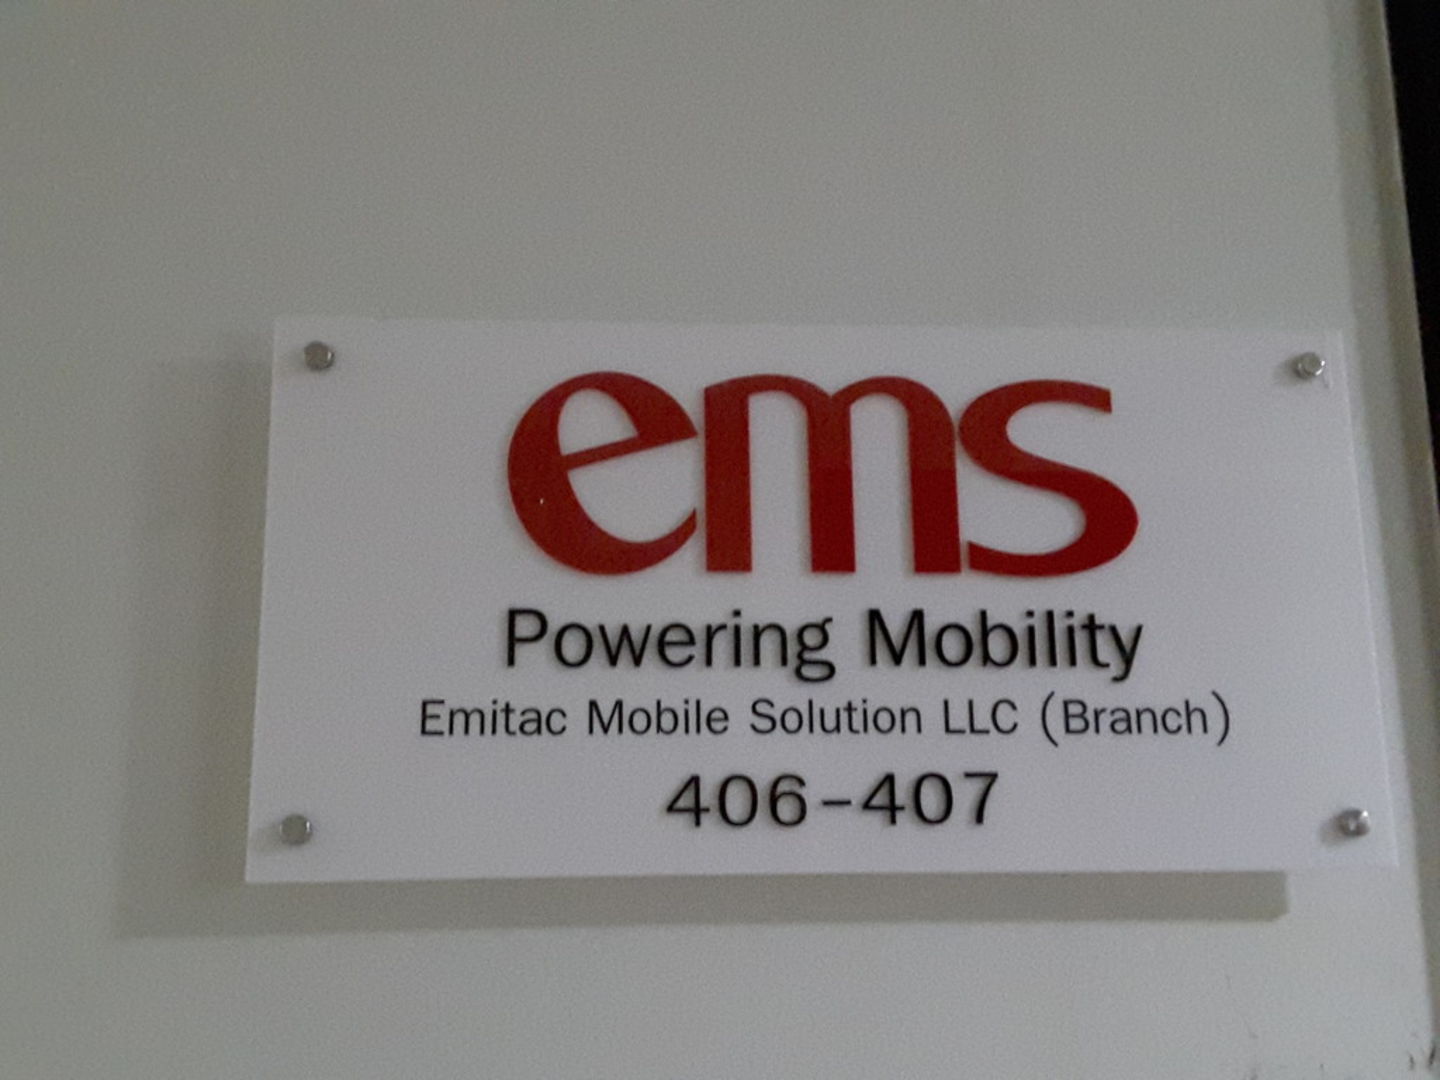 ems
Powering Mobility
Emitac Mobile Solution LLC (Branch)
406-407